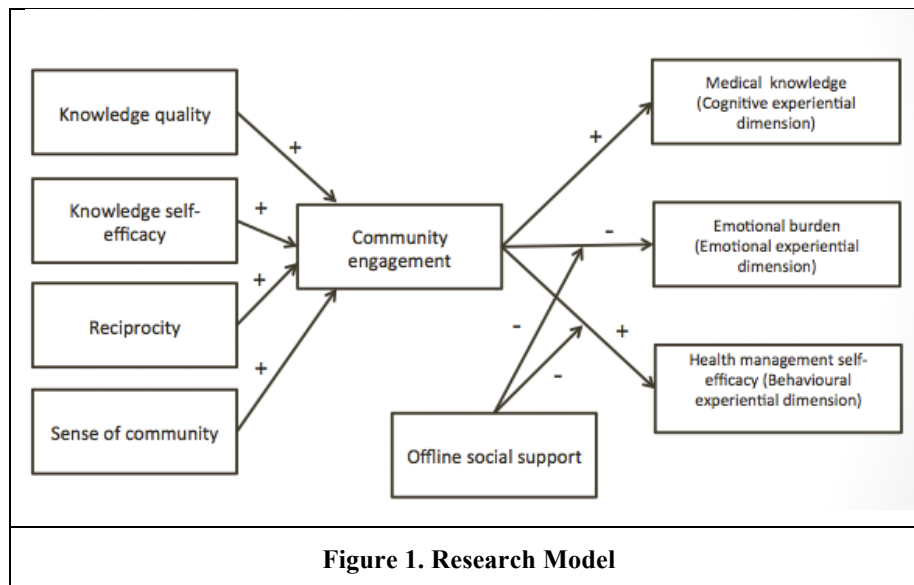 Knowledge quality
Knowledge self-
efficacy
Reciprocity
Sense of community
+
+
+
+
Community
engagement
Offline social support
+
-
+
-
-
Medical knowledge
(Cognitive experiential
dimension)
Emotional burden
(Emotional experiential
dimension)
Health management self-
efficacy (Behavioural
experiential dimension)
Figure 1. Research Model